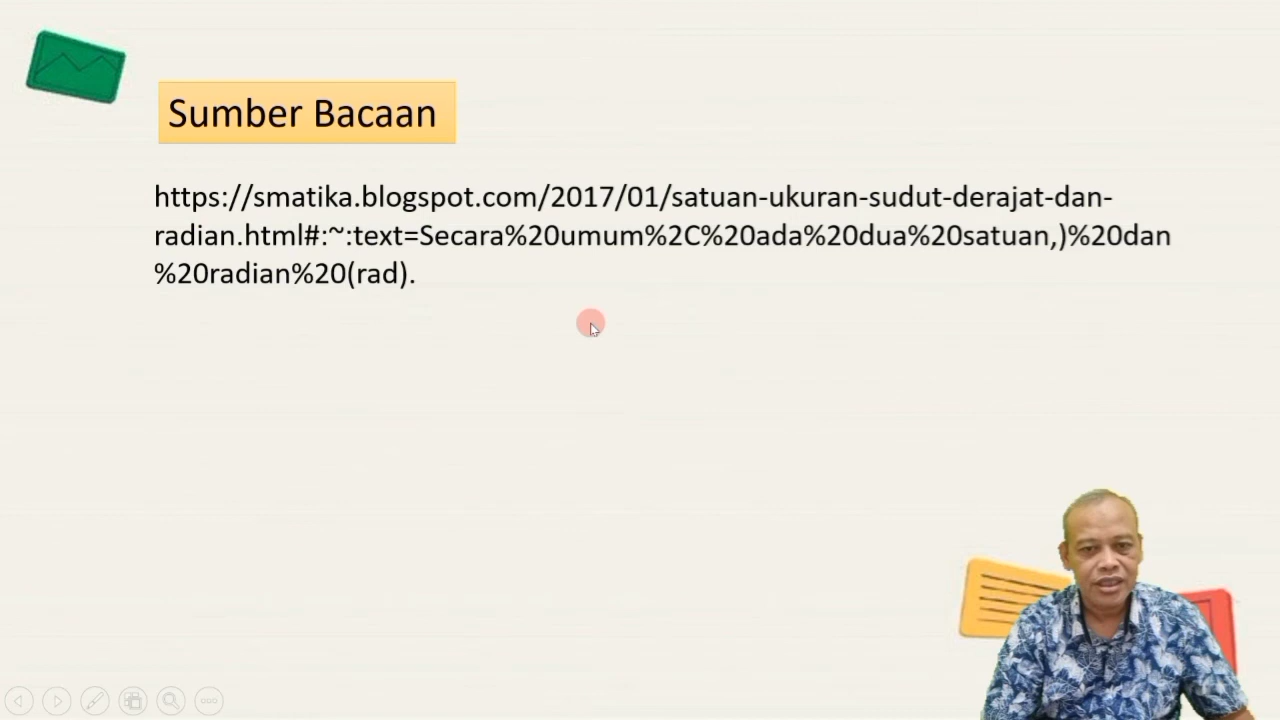 Sumber Bacaan
https://smatika.blogspot.com/2017/01/satuan-ukuran-sudut-derajat-dan-
radian.html#:~:text=Secara%20umum%2C%20ada%20dua%20satuan,)%20dan
%20radian%20(rad).